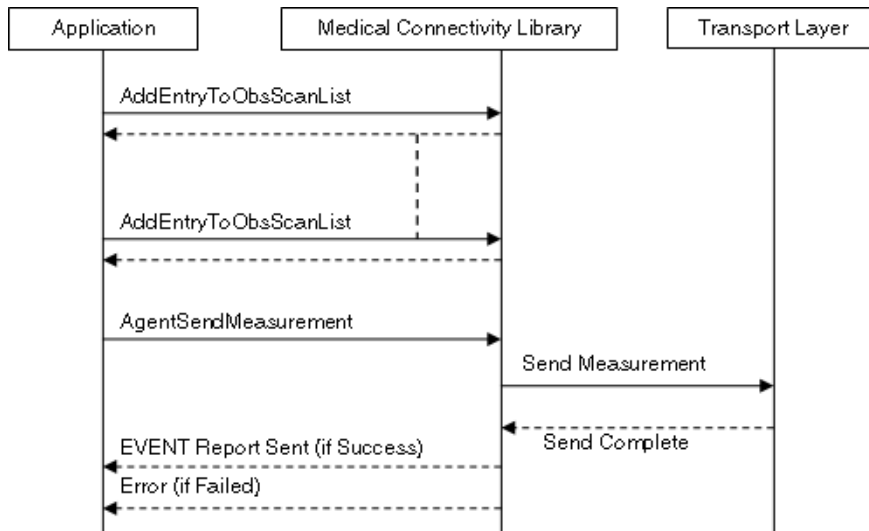 Application
Medical Connectivity Library
Transport Layer
AddEntryToObsScanList
AddEntryToObsScanList
AgentSendMeasurement
Send Measurement
Send Complete
EVENT Report Sent (if Success)
Error (if Failed)